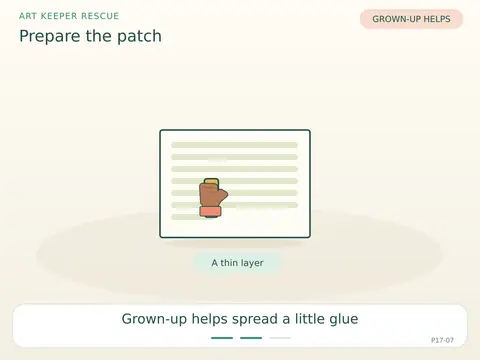 ART KEEPER RESCUE
GROWN-UP HELPS
Prepare the patch
A thin layer
Grown-up helps spread a little glue
P17-07